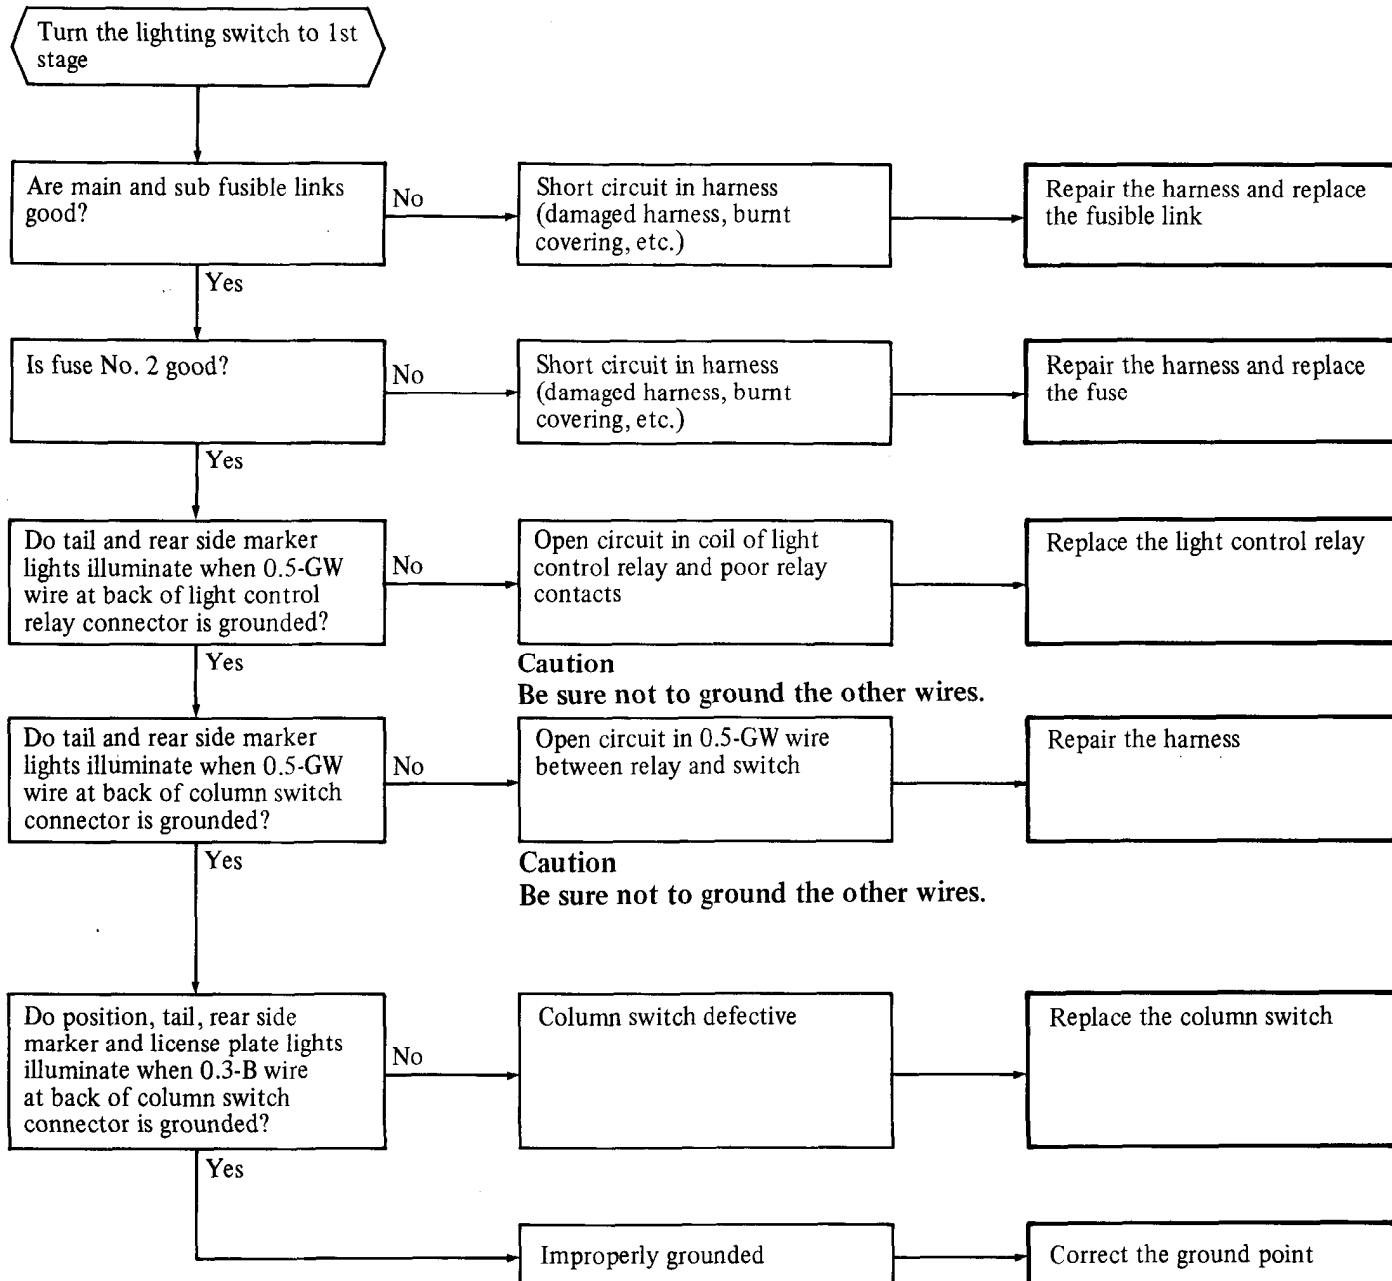 Turn the lighting switch to 1st
stage
Are main and sub fusible links
good?
No
Short circuit in harness
(damaged harness, burnt
covering, etc.)
Repair the harness and replace
the fusible link
Yes
Is fuse No. 2 good?
No
Short circuit in harness
(damaged harness, burnt
covering, etc.)
Repair the harness and replace
the fuse
Yes
Do tail and rear side marker
lights illuminate when 0.5-GW
wire at back of light control
relay connector is grounded?
No
Open circuit in coil of light
control relay and poor relay
contacts
Replace the light control relay
Yes
Caution
Be sure not to ground the other wires.
Do tail and rear side marker
lights illuminate when 0.5-GW
wire at back of column switch
connector is grounded?
No
Open circuit in 0.5-GW wire
between relay and switch
Repair the harness
Yes
Caution
Be sure not to ground the other wires.
Do position, tail, rear side
marker and license plate lights
illuminate when 0.3-B wire
at back of column switch
connector is grounded?
No
Column switch defective
Replace the column switch
Yes
Improperly grounded
Correct the ground point